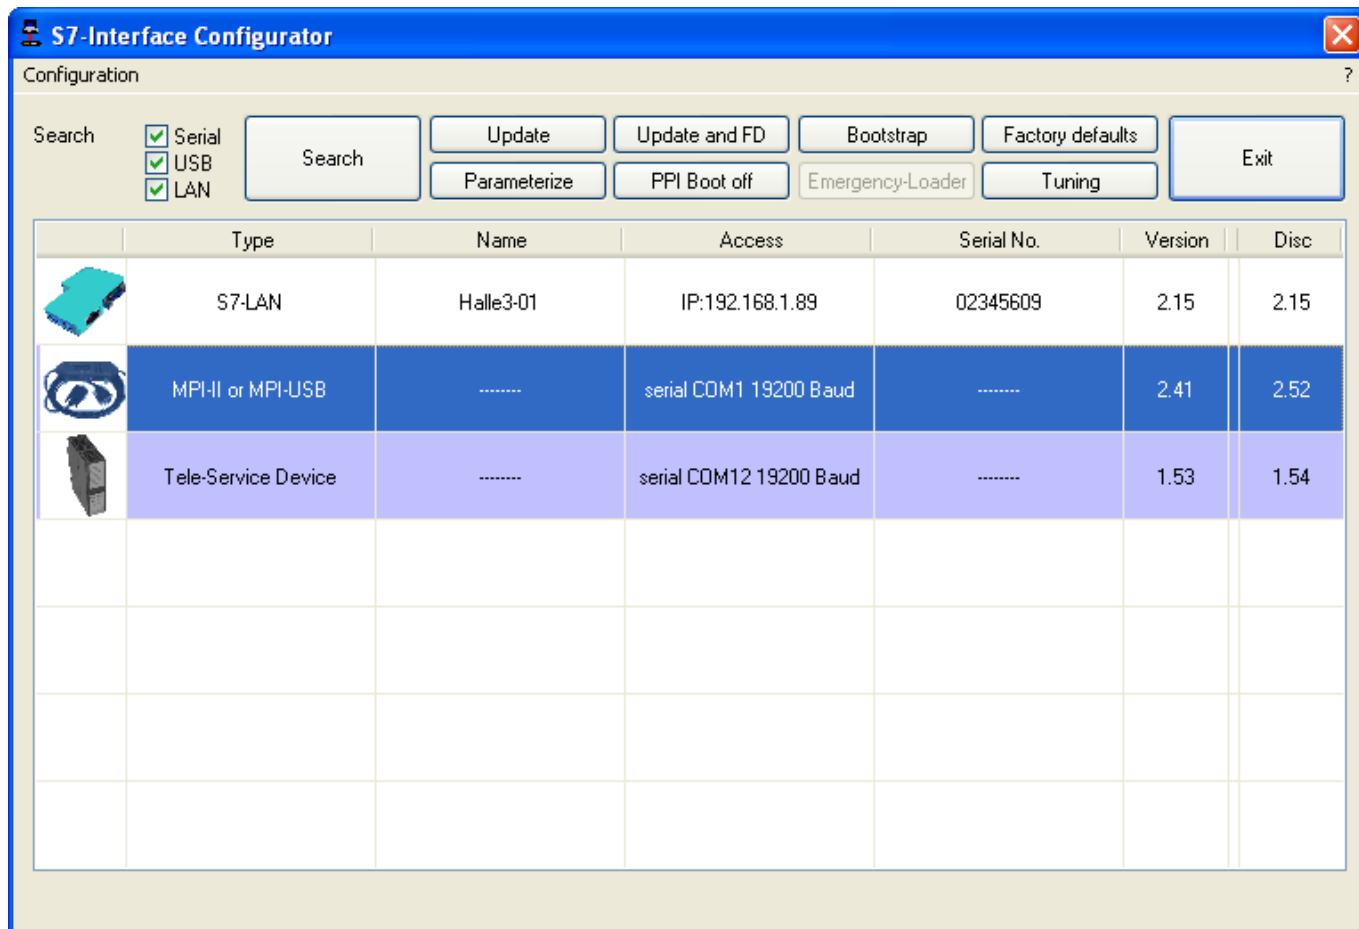 S7-Interface Configurator
Configuration ?
Search Serial USB LAN Search Update Update and FD Bootstrap Factory defaults Exit
Parameterize PPI Boot off Emergency-Loader Tuning
Type Name Access Serial No. Version Disc
S7-LAN Halle3-01 IP:192.168.1.89 02345609 2.15 2.15
MPI-II or MPI-USB -------- serial COM1 19200 Baud -------- 2.41 2.52
Tele-Service Device -------- serial COM12 19200 Baud -------- 1.53 1.54